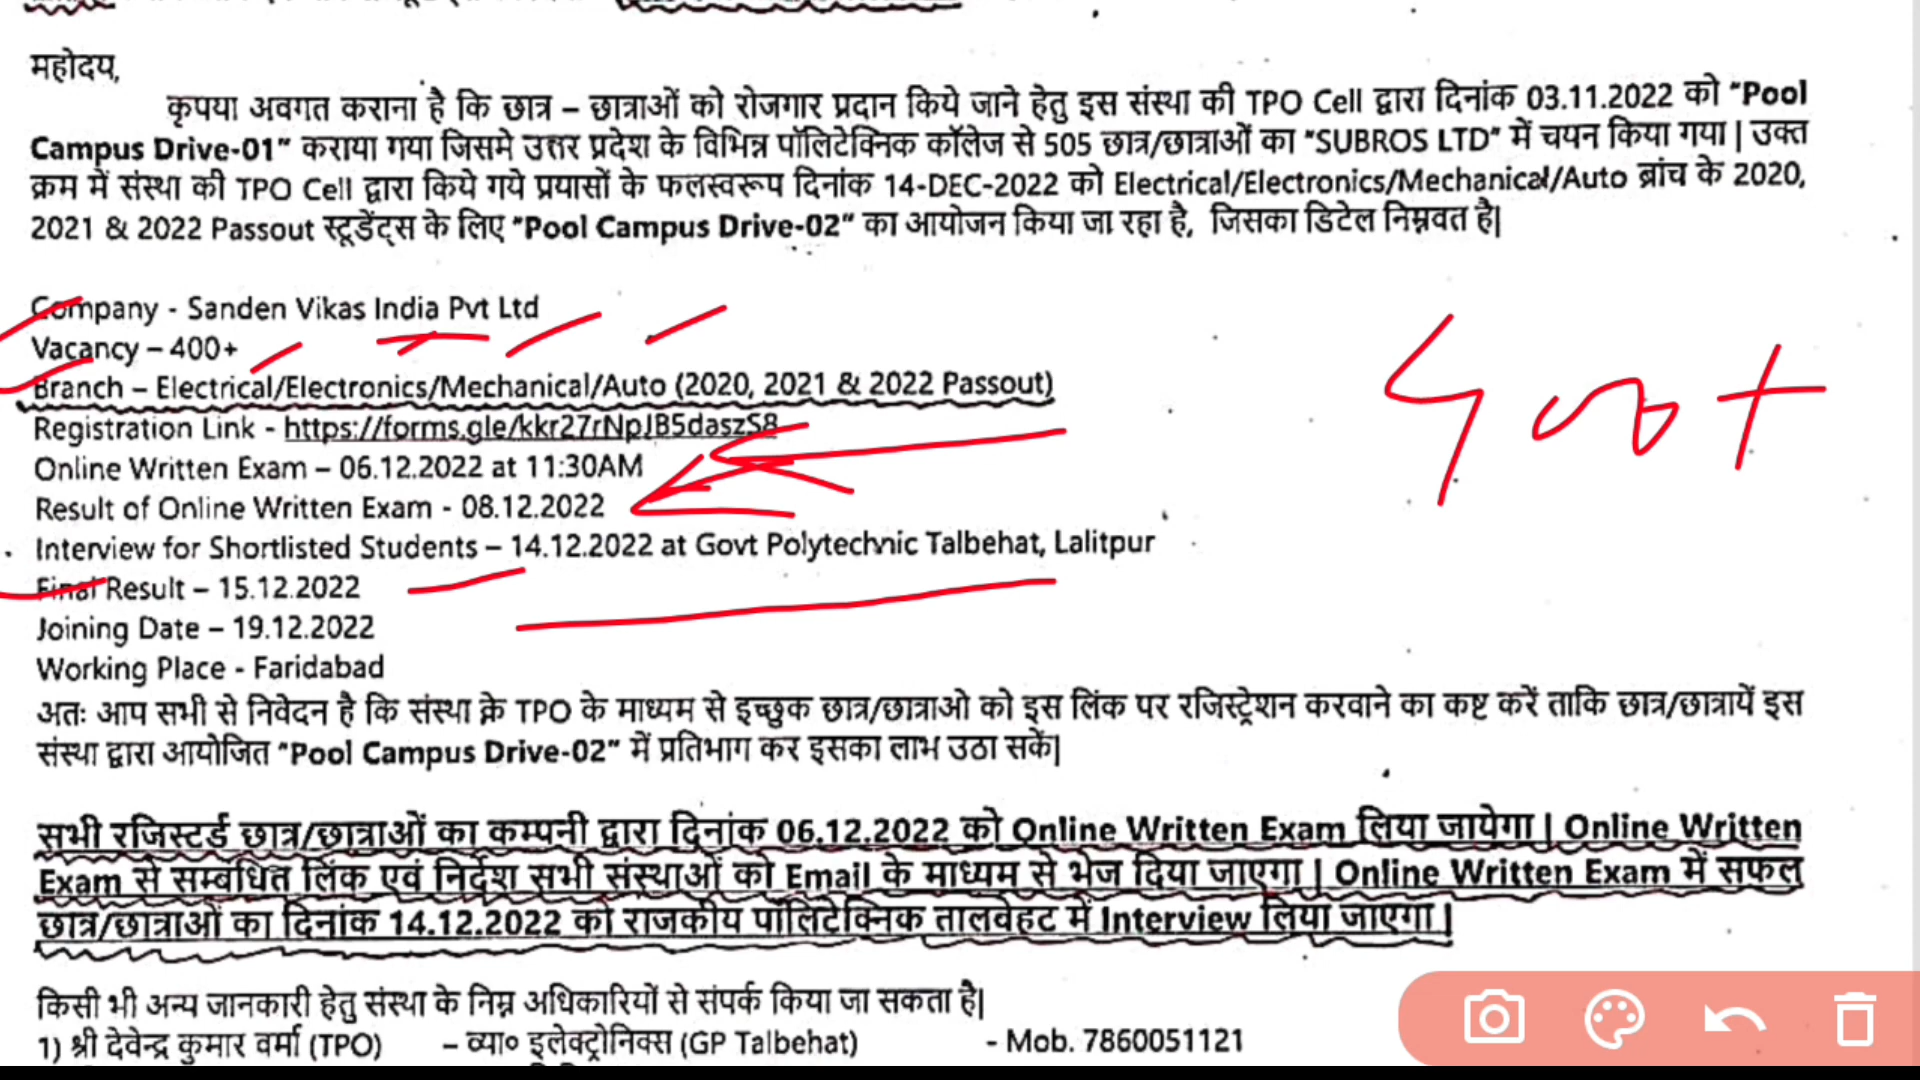 महोदय,
कृपया अवगत कराना है कि छात्र – छात्राओं को रोजगार प्रदान किये जाने हेतु इस संस्था की TPO Cell द्वारा दिनांक 03.11.2022 को "Pool
Campus Drive-01" कराया गया जिसमे उत्तर प्रदेश के विभिन्न पॉलिटेक्निक कॉलेज से 505 छात्र/छात्राओं का "SUBROS LTD" में चयन किया गया| उक्त
क्रम में संस्था की TPO Cell द्वारा किये गये प्रयासों के फलस्वरूप दिनांक 14-DEC-2022 को Electrical/Electronics/Mechanical/Auto ब्रांच के 2020,
2021 & 2022 Passout स्टूडेंट्स के लिए "Pool Campus Drive-02" का आयोजन किया जा रहा है, जिसका डिटेल निम्नवत है|
Company - Sanden Vikas India Pvt Ltd
Vacancy – 400+
Branch – Electrical/Electronics/Mechanical/Auto (2020, 2021 & 2022 Passout)
400+
Registration Link - https://forms.gle/kkr27rNpJB5daszS8
Online Written Exam – 06.12.2022 at 11:30AM
Result of Online Written Exam - 08.12.2022
Interview for Shortlisted Students – 14.12.2022 at Govt Polytechnic Talbehat, Lalitpur
Final Result – 15.12.2022
Joining Date – 19.12.2022
Working Place - Faridabad
अतः आप सभी से निवेदन है कि संस्था के TPO के माध्यम से इच्छुक छात्र/छात्राओ को इस लिंक पर रजिस्ट्रेशन करवाने का कष्ट करें ताकि छात्र/छात्रायें इस
संस्था द्वारा आयोजित "Pool Campus Drive-02" में प्रतिभाग कर इसका लाभ उठा सकें|
सभी रजिस्टर्ड छात्र/छात्राओं का कम्पनी द्वारा दिनांक 06.12.2022 को Online Written Exam लिया जायेगा | Online Written
Exam से सम्बंधित लिंक एवं निर्देश सभी संस्थाओं को Email के माध्यम से भेज दिया जाएगा | Online Written Exam में सफल
छात्र/छात्राओं का दिनांक 14.12.2022 को राजकीय पॉलिटेक्निक तालवेहट में Interview लिया जाएगा |
किसी भी अन्य जानकारी हेतु संस्था के निम्न अधिकारियों से संपर्क किया जा सकता है|
1) श्री देवेन्द्र कुमार वर्मा (TPO) – व्या० इलेक्ट्रोनिक्स (GP Talbehat) - Mob. 7860051121